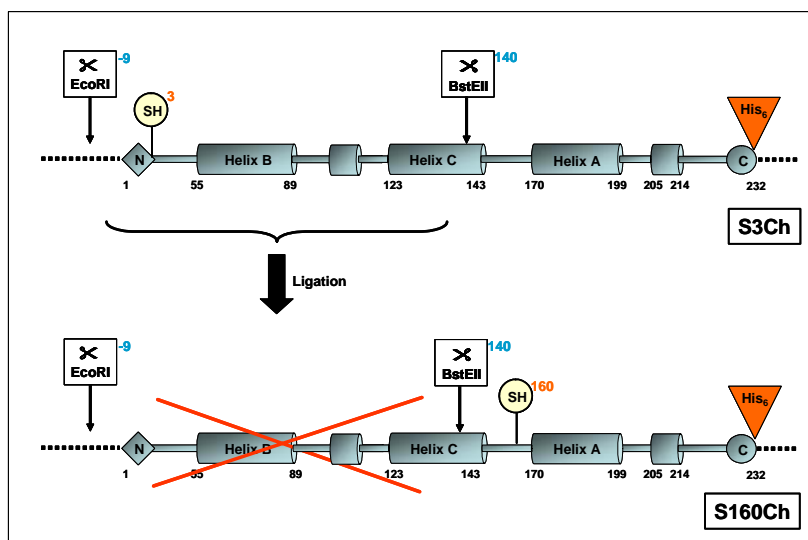 -9
EcoRI
3
SH
140
BstEII
His6
N
Helix B
Helix C
Helix A
C
1
55
89
123
143
170
199
205
214
232
S3Ch
Ligation
-9
EcoRI
140
BstEII
160
SH
His6
N
Helix B
Helix C
Helix A
C
1
55
89
123
143
170
199
205
214
232
S160Ch